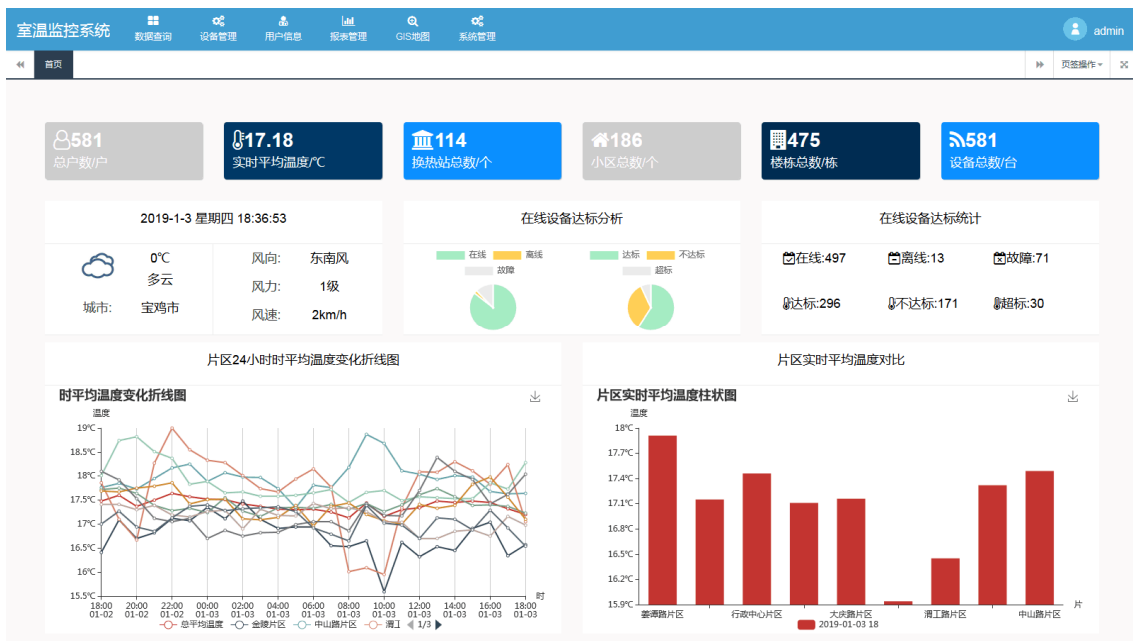 室温监控系统 数据查询 设备管理 用户信息 报表管理 GIS地图 系统管理 admin
首页 页签操作
581 17.18 114 186 475 581
总户数/户 实时平均温度/℃ 换热站总数/个 小区总数/个 楼栋总数/栋 设备总数/台
2019-1-3 星期四 18:36:53
0℃
多云
城市: 宝鸡市
风向: 东南风
风力: 1级
风速: 2km/h
在线设备达标分析
在线 离线
故障
达标 不达标
超标
在线设备达标统计
在线:497 离线:13 故障:71
达标:296 不达标:171 超标:30
片区24小时时平均温度变化折线图
时平均温度变化折线图
温度
19℃
18.5℃
18℃
17.5℃
17℃
16.5℃
16℃
15.5℃
时
18:00 20:00 22:00 00:00 02:00 04:00 06:00 08:00 10:00 12:00 14:00 16:00 18:00
01-02 01-02 01-02 01-03 01-03 01-03 01-03 01-03 01-03 01-03 01-03 01-03 01-03
总平均温度 金陵片区 中山路片区 渭工 1/3
片区实时平均温度对比
片区实时平均温度柱状图
温度
18℃
17.7℃
17.4℃
17.1℃
16.8℃
16.5℃
16.2℃
15.9℃
片
姜谭路片区 行政中心片区 大庆路片区 渭工路片区 中山路片区
2019-01-03 18